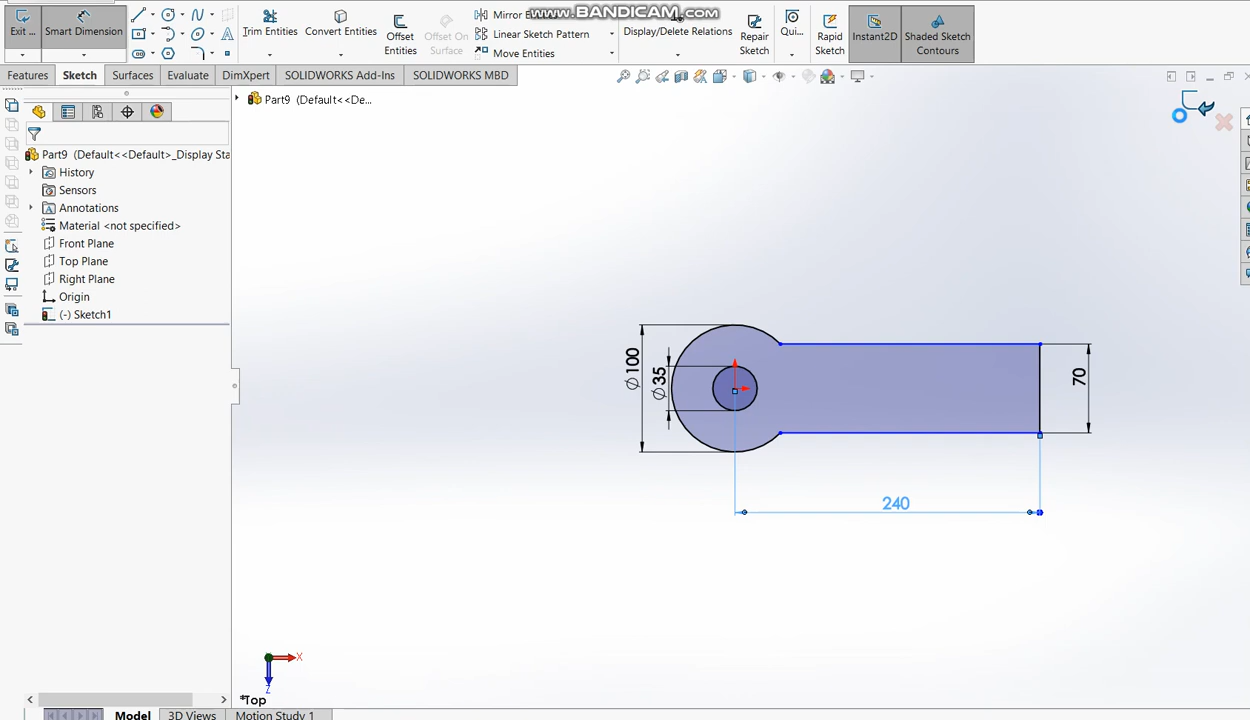 www.BANDICAM.com
Exit ...
Smart Dimension
Trim Entities
Convert Entities
Offset Entities
Offset On Surface
Mirror E
Linear Sketch Pattern
Move Entities
Display/Delete Relations
Repair Sketch
Qui...
Rapid Sketch
Instant2D
Shaded Sketch Contours
Features
Sketch
Surfaces
Evaluate
DimXpert
SOLIDWORKS Add-Ins
SOLIDWORKS MBD
Part9 (Default<<De...
Part9 (Default<<Default>_Display Sta
History
Sensors
Annotations
Material <not specified>
Front Plane
Top Plane
Right Plane
Origin
(-) Sketch1
Ø100
Ø35
70
240
X
Z
*Top
Model
3D Views
Motion Study 1